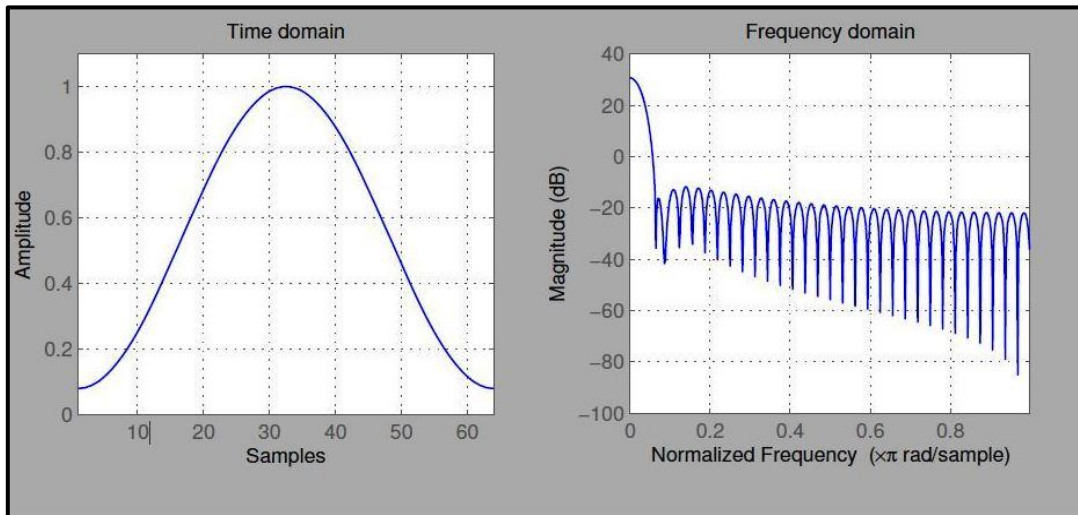 Time domain
Amplitude
1
0.8
0.6
0.4
0.2
0
10 20 30 40 50 60
Samples
Frequency domain
Magnitude (dB)
40
20
0
−20
−40
−60
−80
−100
0 0.2 0.4 0.6 0.8
Normalized Frequency (×π rad/sample)